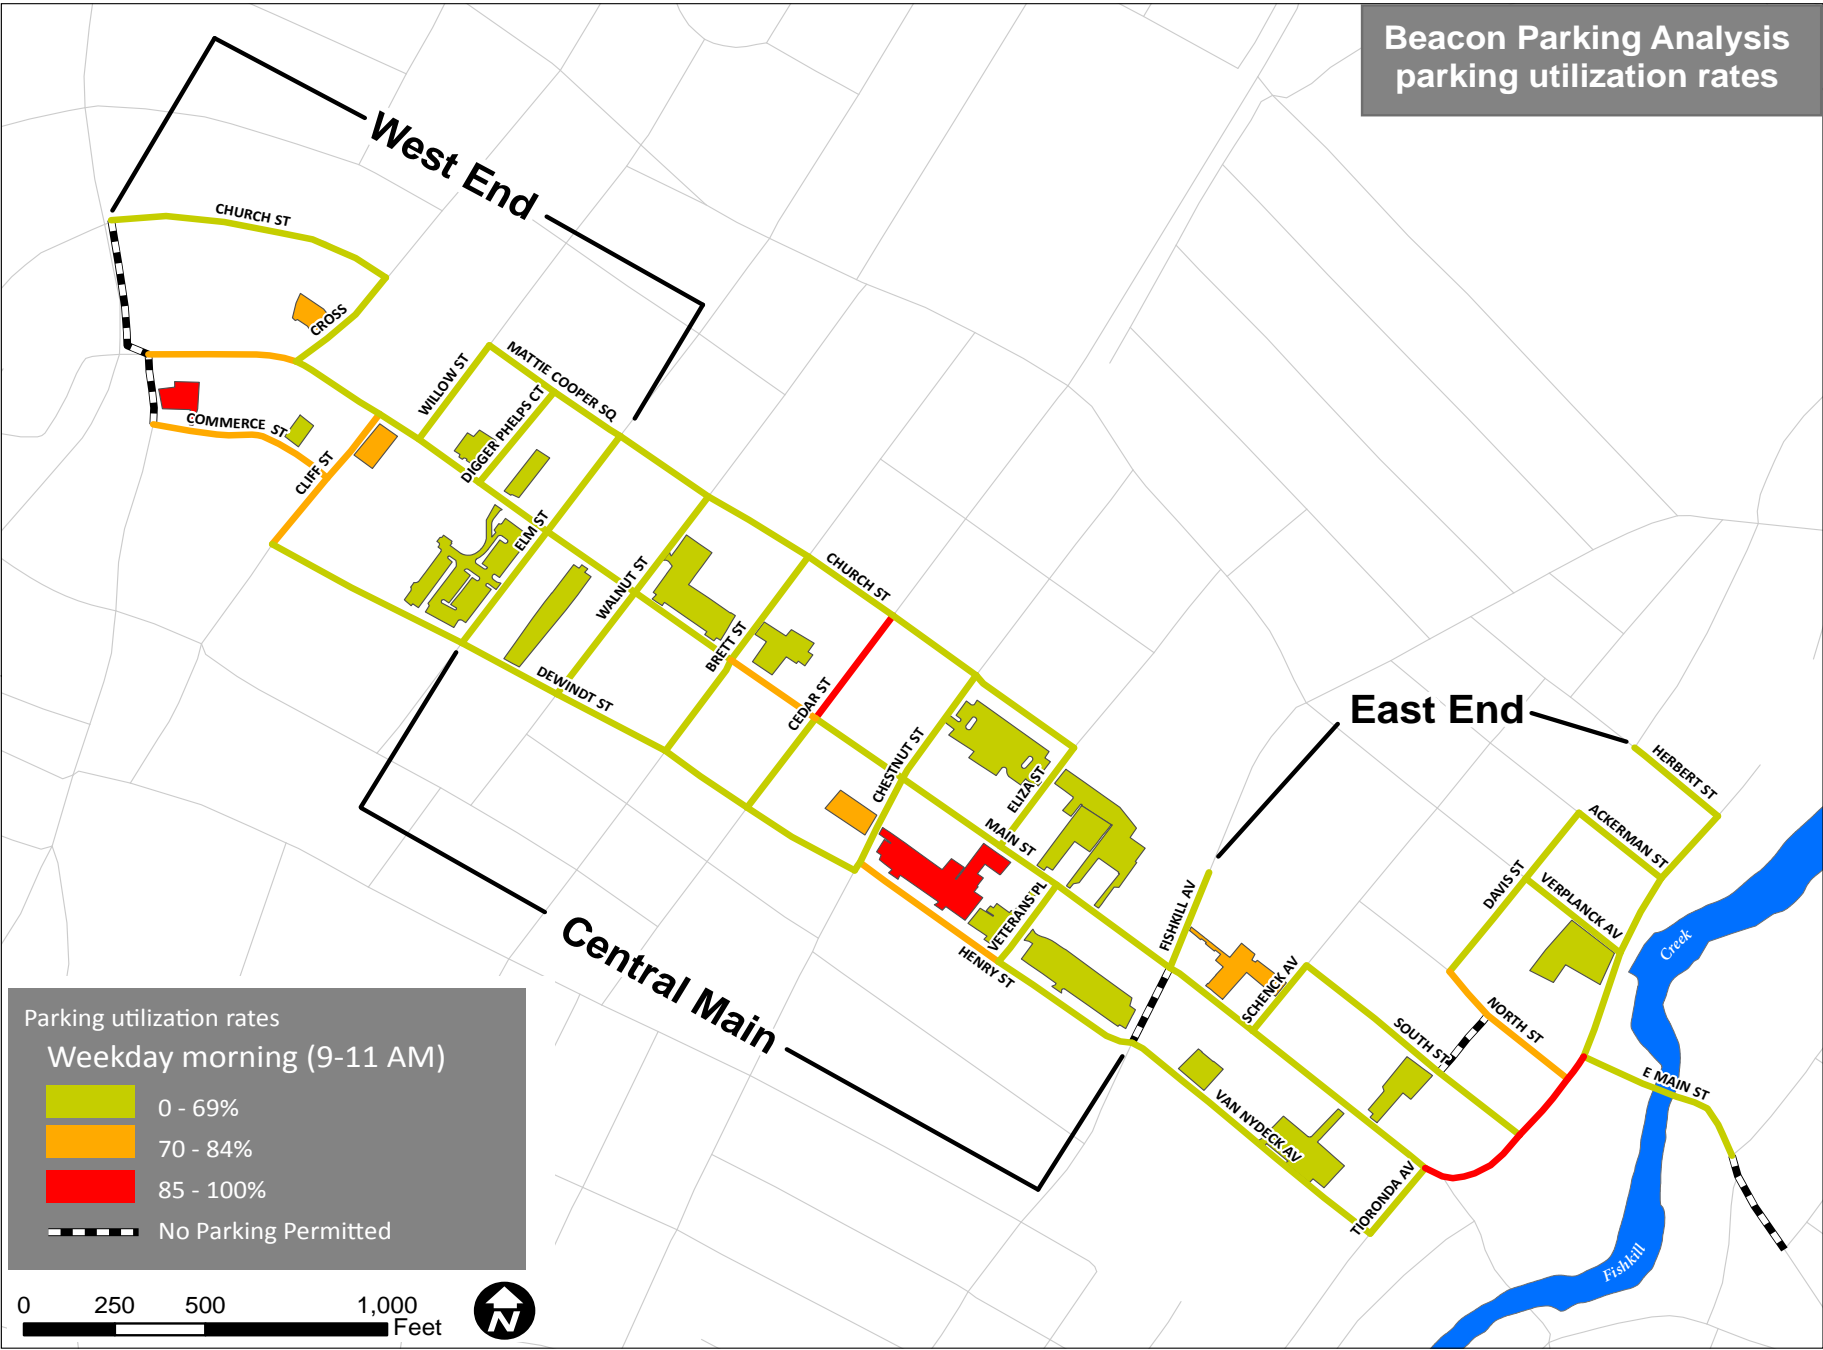 Beacon Parking Analysis
parking utilization rates
West End
CHURCH ST
CROSS
WILLOW ST
MATTIE COOPER SQ
DIGGER PHELPS CT
COMMERCE ST
CLIFF ST
ELM ST
WALNUT ST
CHURCH ST
BRETT ST
DEWINDT ST
CEDAR ST
CHESTNUT ST
East End
ELIZA ST
MAIN ST
HERBERT ST
ACKERMAN ST
DAVIS ST
VERPLANCK AV
VETERANS PL
HENRY ST
FISHKILL AV
Central Main
SCHENCK AV
SOUTH ST
NORTH ST
Creek
E MAIN ST
VAN NYDECK AV
TIORONDA AV
Fishkill
Parking utilization rates
Weekday morning (9-11 AM)
0 - 69%
70 - 84%
85 - 100%
No Parking Permitted
0 250 500 1,000
Feet
N